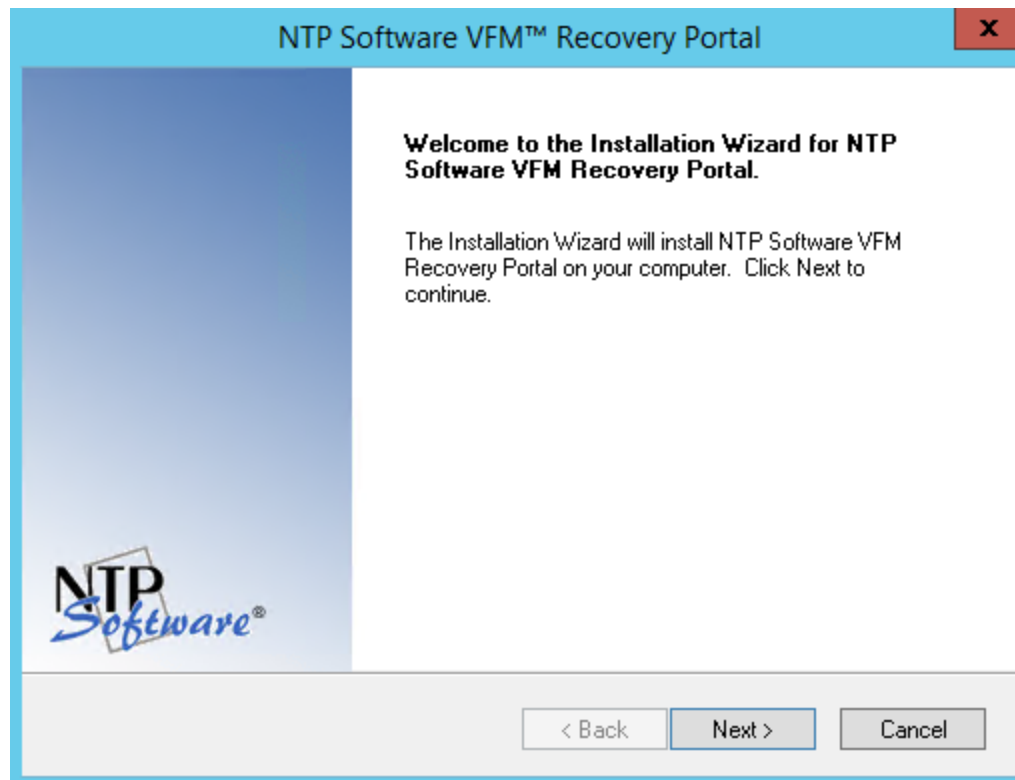 NTP Software VFM™ Recovery Portal
x
Welcome to the Installation Wizard for NTP
Software VFM Recovery Portal.
The Installation Wizard will install NTP Software VFM
Recovery Portal on your computer.  Click Next to
continue.
NTP
Software®
< Back
Next >
Cancel